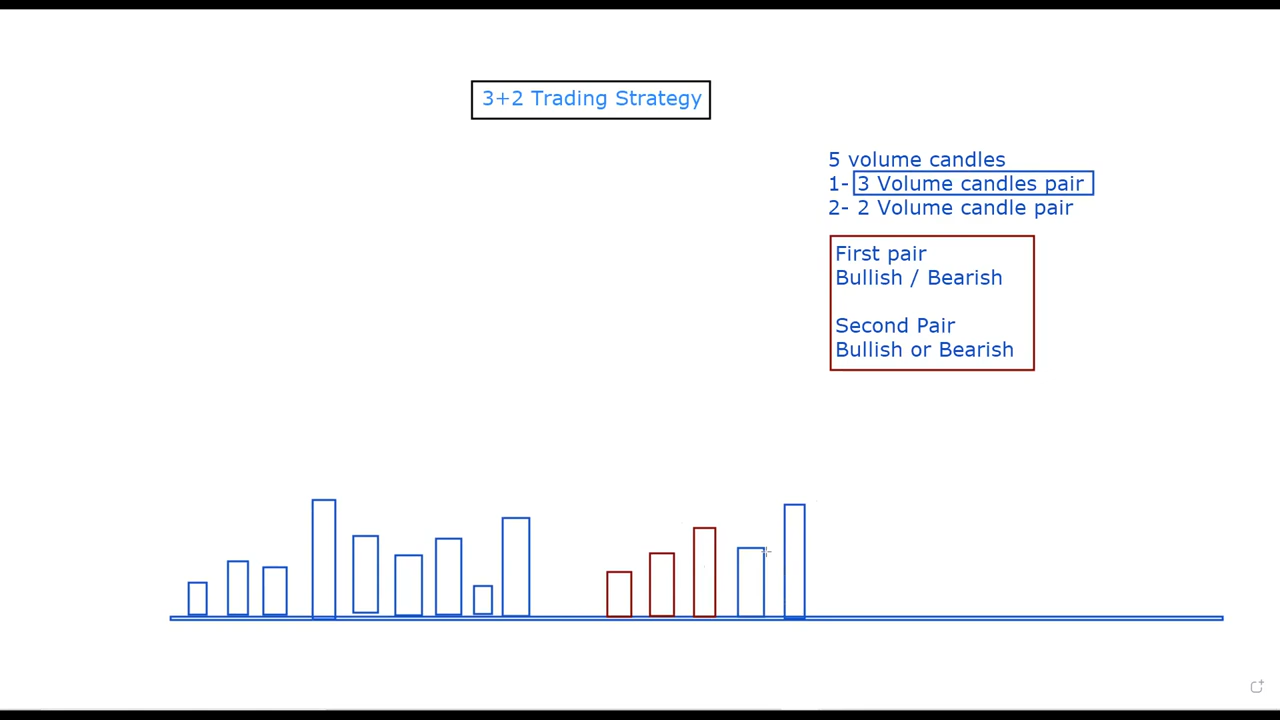 3+2 Trading Strategy
5 volume candles
1- 3 Volume candles pair
2- 2 Volume candle pair
First pair
Bullish / Bearish
Second Pair
Bullish or Bearish